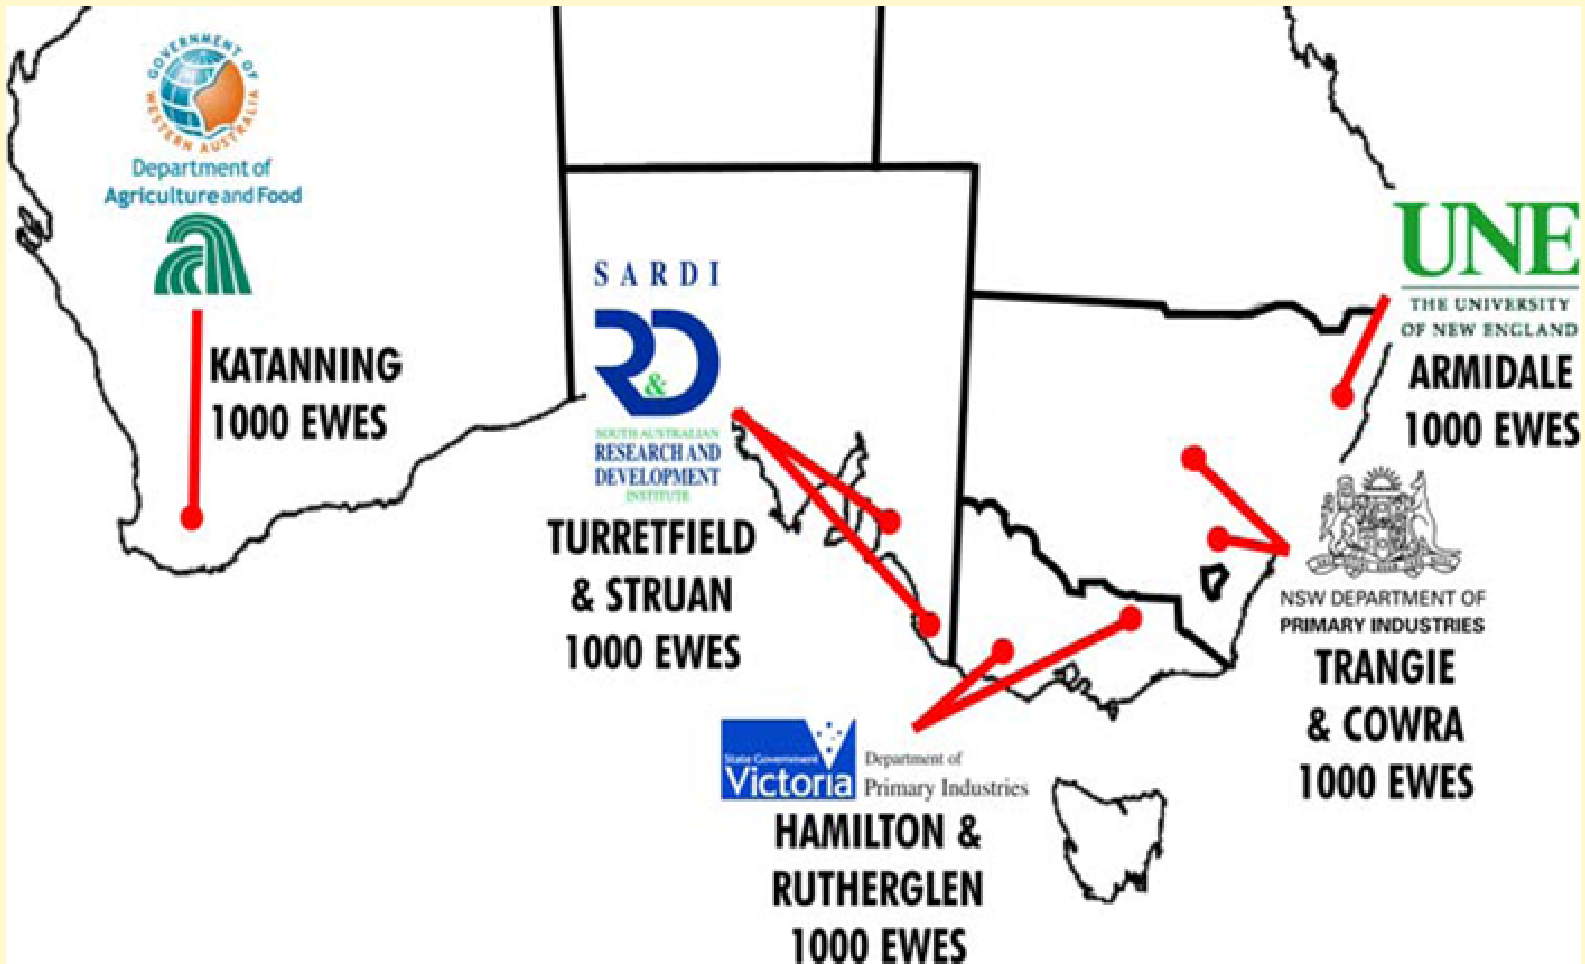 GOVERNMENT OF
WESTERN AUSTRALIA
Department of
Agriculture and Food
KATANNING
1000 EWES
SARDI
R&D
SOUTH AUSTRALIAN
RESEARCH AND
DEVELOPMENT
INSTITUTE
TURRETFIELD
& STRUAN
1000 EWES
State Government
Victoria
Department of
Primary Industries
HAMILTON &
RUTHERGLEN
1000 EWES
UNE
THE UNIVERSITY
OF NEW ENGLAND
ARMIDALE
1000 EWES
NSW DEPARTMENT OF
PRIMARY INDUSTRIES
TRANGIE
& COWRA
1000 EWES